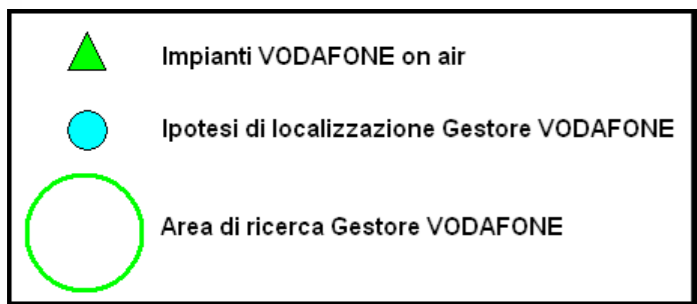 Impianti VODAFONE on air
Ipotesi di localizzazione Gestore VODAFONE
Area di ricerca Gestore VODAFONE